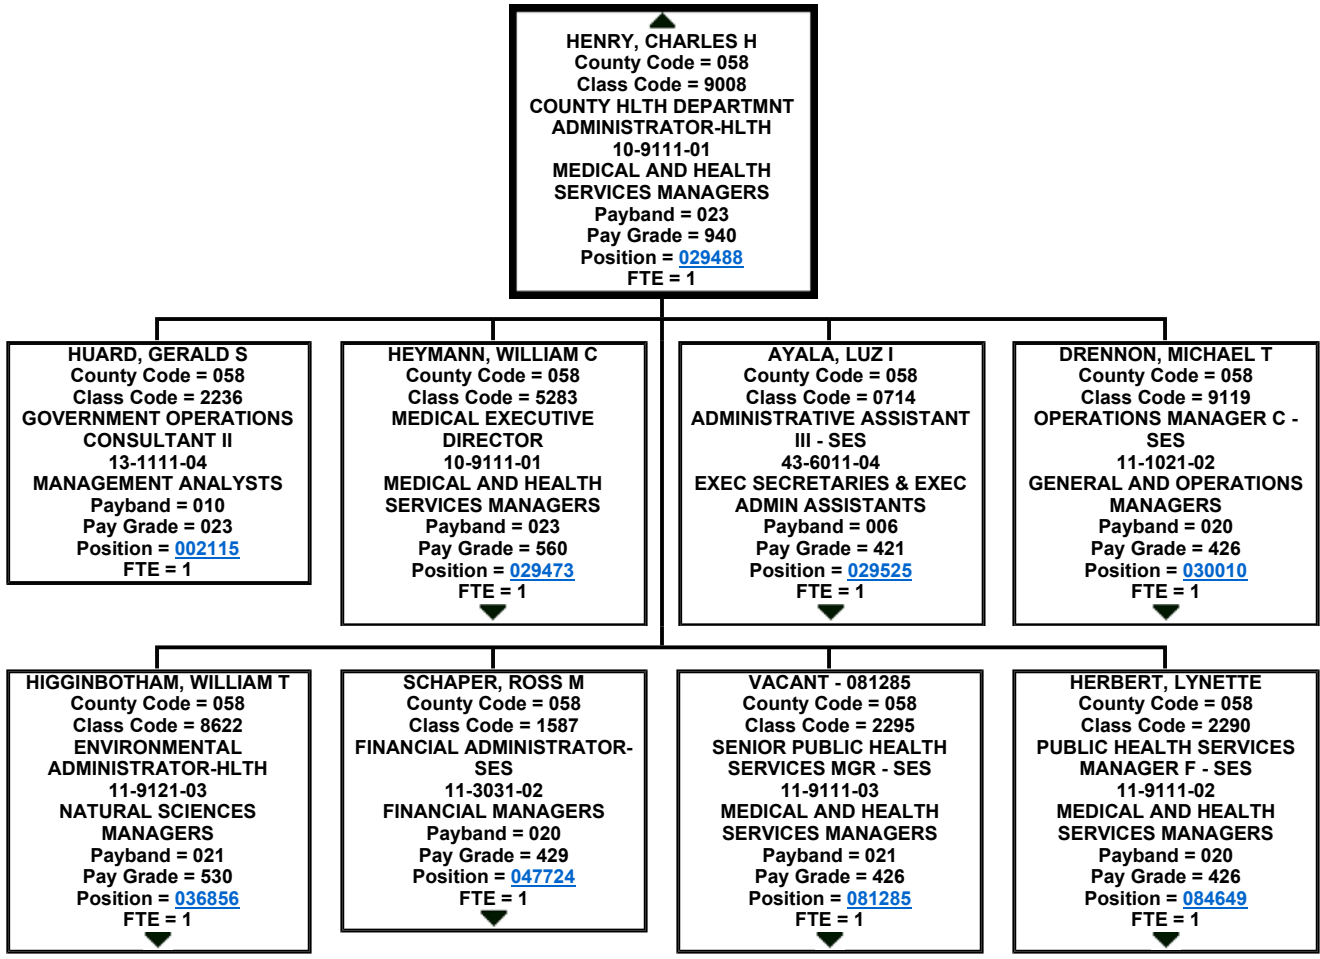 HENRY, CHARLES H
County Code = 058
Class Code = 9008
COUNTY HLTH DEPARTMNT
ADMINISTRATOR-HLTH
10-9111-01
MEDICAL AND HEALTH
SERVICES MANAGERS
Payband = 023
Pay Grade = 940
Position = 029488
FTE = 1
HUARD, GERALD S
County Code = 058
Class Code = 2236
GOVERNMENT OPERATIONS
CONSULTANT II
13-1111-04
MANAGEMENT ANALYSTS
Payband = 010
Pay Grade = 023
Position = 002115
FTE = 1
HEYMANN, WILLIAM C
County Code = 058
Class Code = 5283
MEDICAL EXECUTIVE
DIRECTOR
10-9111-01
MEDICAL AND HEALTH
SERVICES MANAGERS
Payband = 023
Pay Grade = 560
Position = 029473
FTE = 1
AYALA, LUZ I
County Code = 058
Class Code = 0714
ADMINISTRATIVE ASSISTANT
III - SES
43-6011-04
EXEC SECRETARIES & EXEC
ADMIN ASSISTANTS
Payband = 006
Pay Grade = 421
Position = 029525
FTE = 1
DRENNON, MICHAEL T
County Code = 058
Class Code = 9119
OPERATIONS MANAGER C -
SES
11-1021-02
GENERAL AND OPERATIONS
MANAGERS
Payband = 020
Pay Grade = 426
Position = 030010
FTE = 1
HIGGINBOTHAM, WILLIAM T
County Code = 058
Class Code = 8622
ENVIRONMENTAL
ADMINISTRATOR-HLTH
11-9121-03
NATURAL SCIENCES
MANAGERS
Payband = 021
Pay Grade = 530
Position = 036856
FTE = 1
SCHAPER, ROSS M
County Code = 058
Class Code = 1587
FINANCIAL ADMINISTRATOR-
SES
11-3031-02
FINANCIAL MANAGERS
Payband = 020
Pay Grade = 429
Position = 047724
FTE = 1
VACANT - 081285
County Code = 058
Class Code = 2295
SENIOR PUBLIC HEALTH
SERVICES MGR - SES
11-9111-03
MEDICAL AND HEALTH
SERVICES MANAGERS
Payband = 021
Pay Grade = 426
Position = 081285
FTE = 1
HERBERT, LYNETTE
County Code = 058
Class Code = 2290
PUBLIC HEALTH SERVICES
MANAGER F - SES
11-9111-02
MEDICAL AND HEALTH
SERVICES MANAGERS
Payband = 020
Pay Grade = 426
Position = 084649
FTE = 1